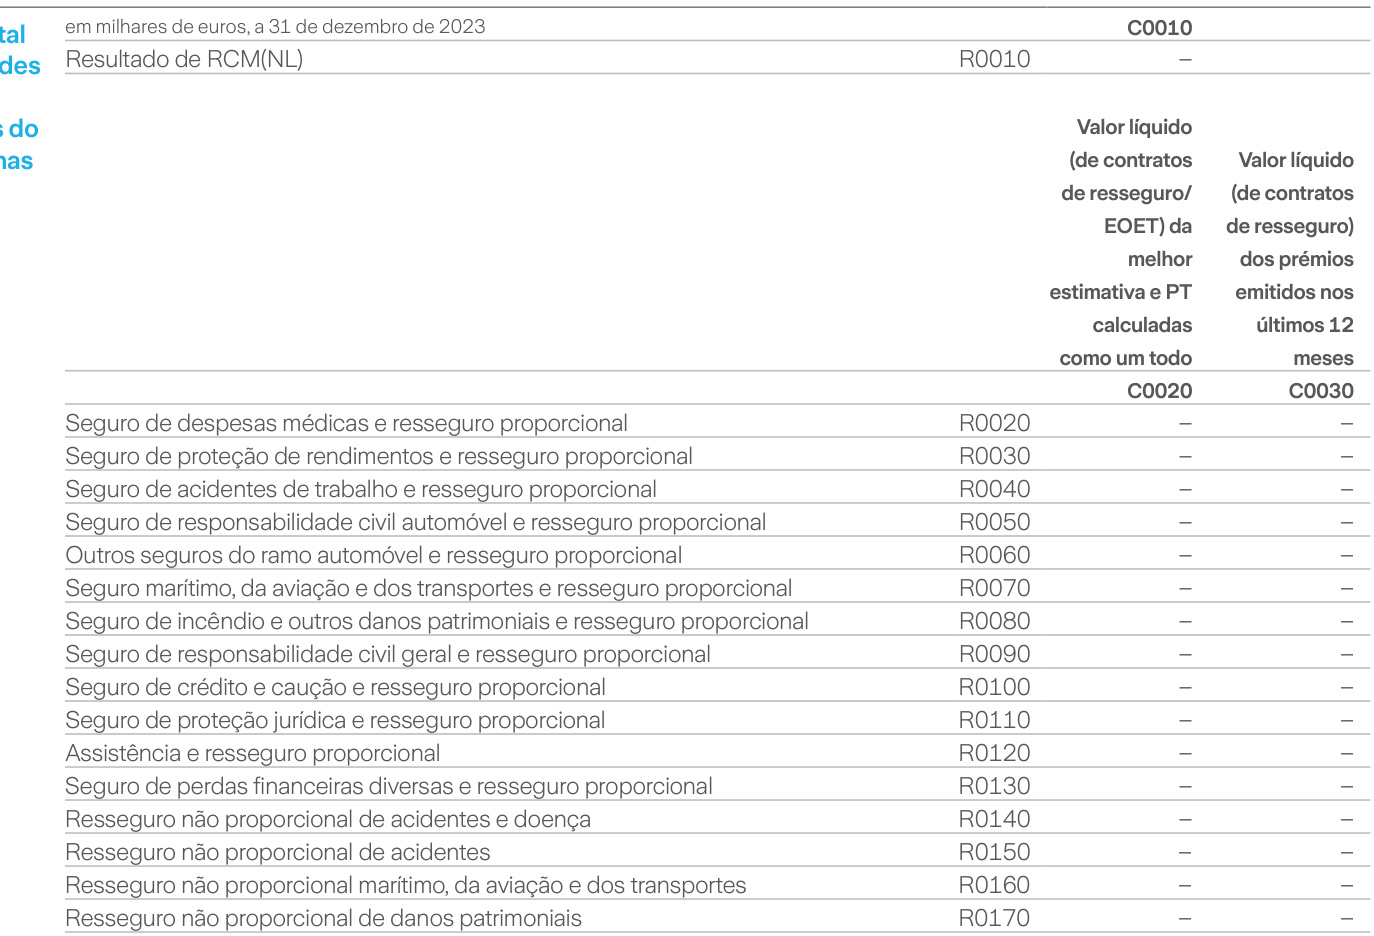 tal
des
s do
nas
em milhares de euros, a 31 de dezembro de 2023 C0010
Resultado de RCM(NL) R0010 –
Valor líquido
(de contratos
de resseguro/
EOET) da
melhor
estimativa e PT
calculadas
como um todo
Valor líquido
(de contratos
de resseguro)
dos prémios
emitidos nos
últimos 12
meses
C0020 C0030
Seguro de despesas médicas e resseguro proporcional R0020 – –
Seguro de proteção de rendimentos e resseguro proporcional R0030 – –
Seguro de acidentes de trabalho e resseguro proporcional R0040 – –
Seguro de responsabilidade civil automóvel e resseguro proporcional R0050 – –
Outros seguros do ramo automóvel e resseguro proporcional R0060 – –
Seguro marítimo, da aviação e dos transportes e resseguro proporcional R0070 – –
Seguro de incêndio e outros danos patrimoniais e resseguro proporcional R0080 – –
Seguro de responsabilidade civil geral e resseguro proporcional R0090 – –
Seguro de crédito e caução e resseguro proporcional R0100 – –
Seguro de proteção jurídica e resseguro proporcional R0110 – –
Assistência e resseguro proporcional R0120 – –
Seguro de perdas financeiras diversas e resseguro proporcional R0130 – –
Resseguro não proporcional de acidentes e doença R0140 – –
Resseguro não proporcional de acidentes R0150 – –
Resseguro não proporcional marítimo, da aviação e dos transportes R0160 – –
Resseguro não proporcional de danos patrimoniais R0170 – –